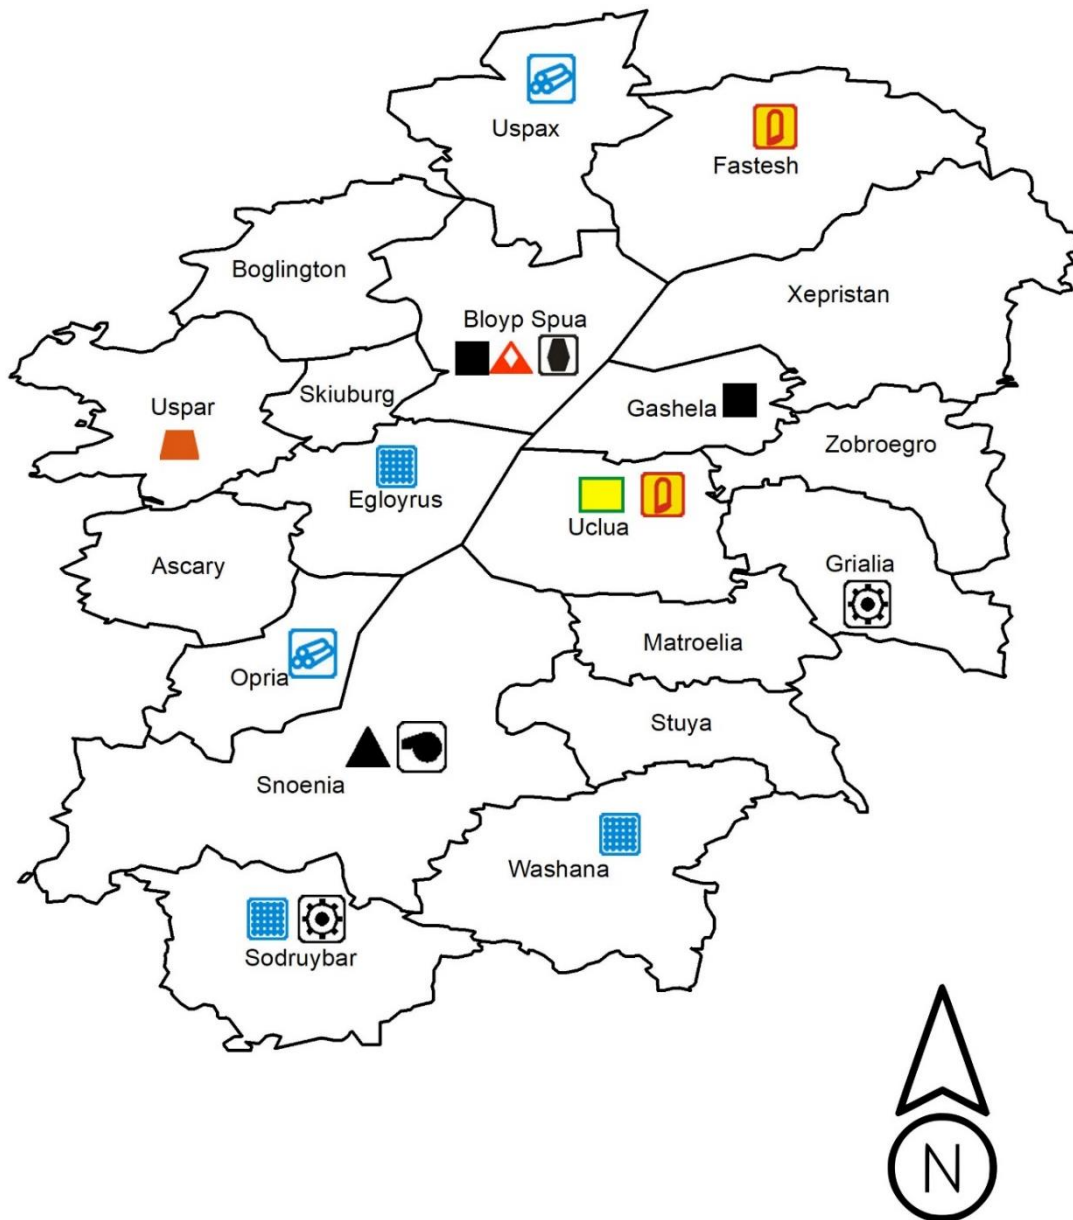 Uspax
Fastesh
Boglington
Xepristan
Bloyp Spua
Skiuburg
Uspar
Gashela
Zobroegro
Egloyrus
Uclua
Ascary
Grialia
Matroelia
Opria
Stuya
Snoenia
Washana
Sodruybar
N